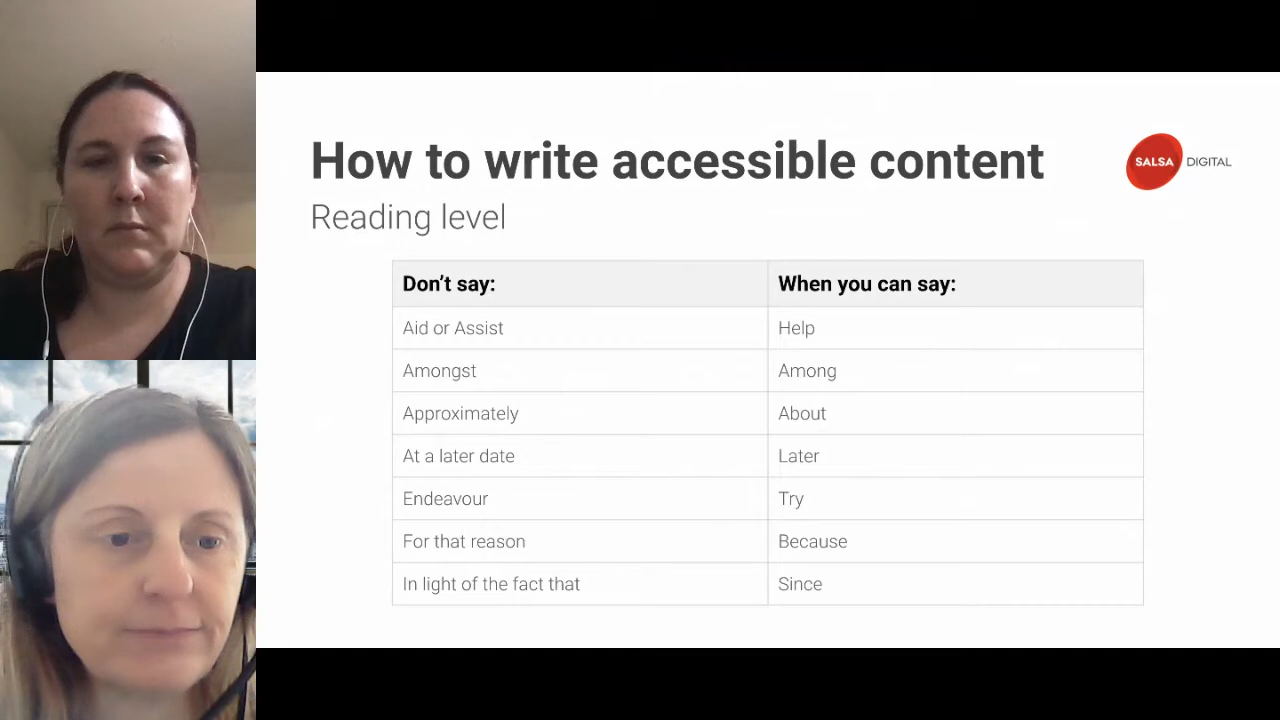 How to write accessible content
SALSA DIGITAL
Reading level
Don't say: When you can say:
Aid or Assist Help
Amongst Among
Approximately About
At a later date Later
Endeavour Try
For that reason Because
In light of the fact that Since